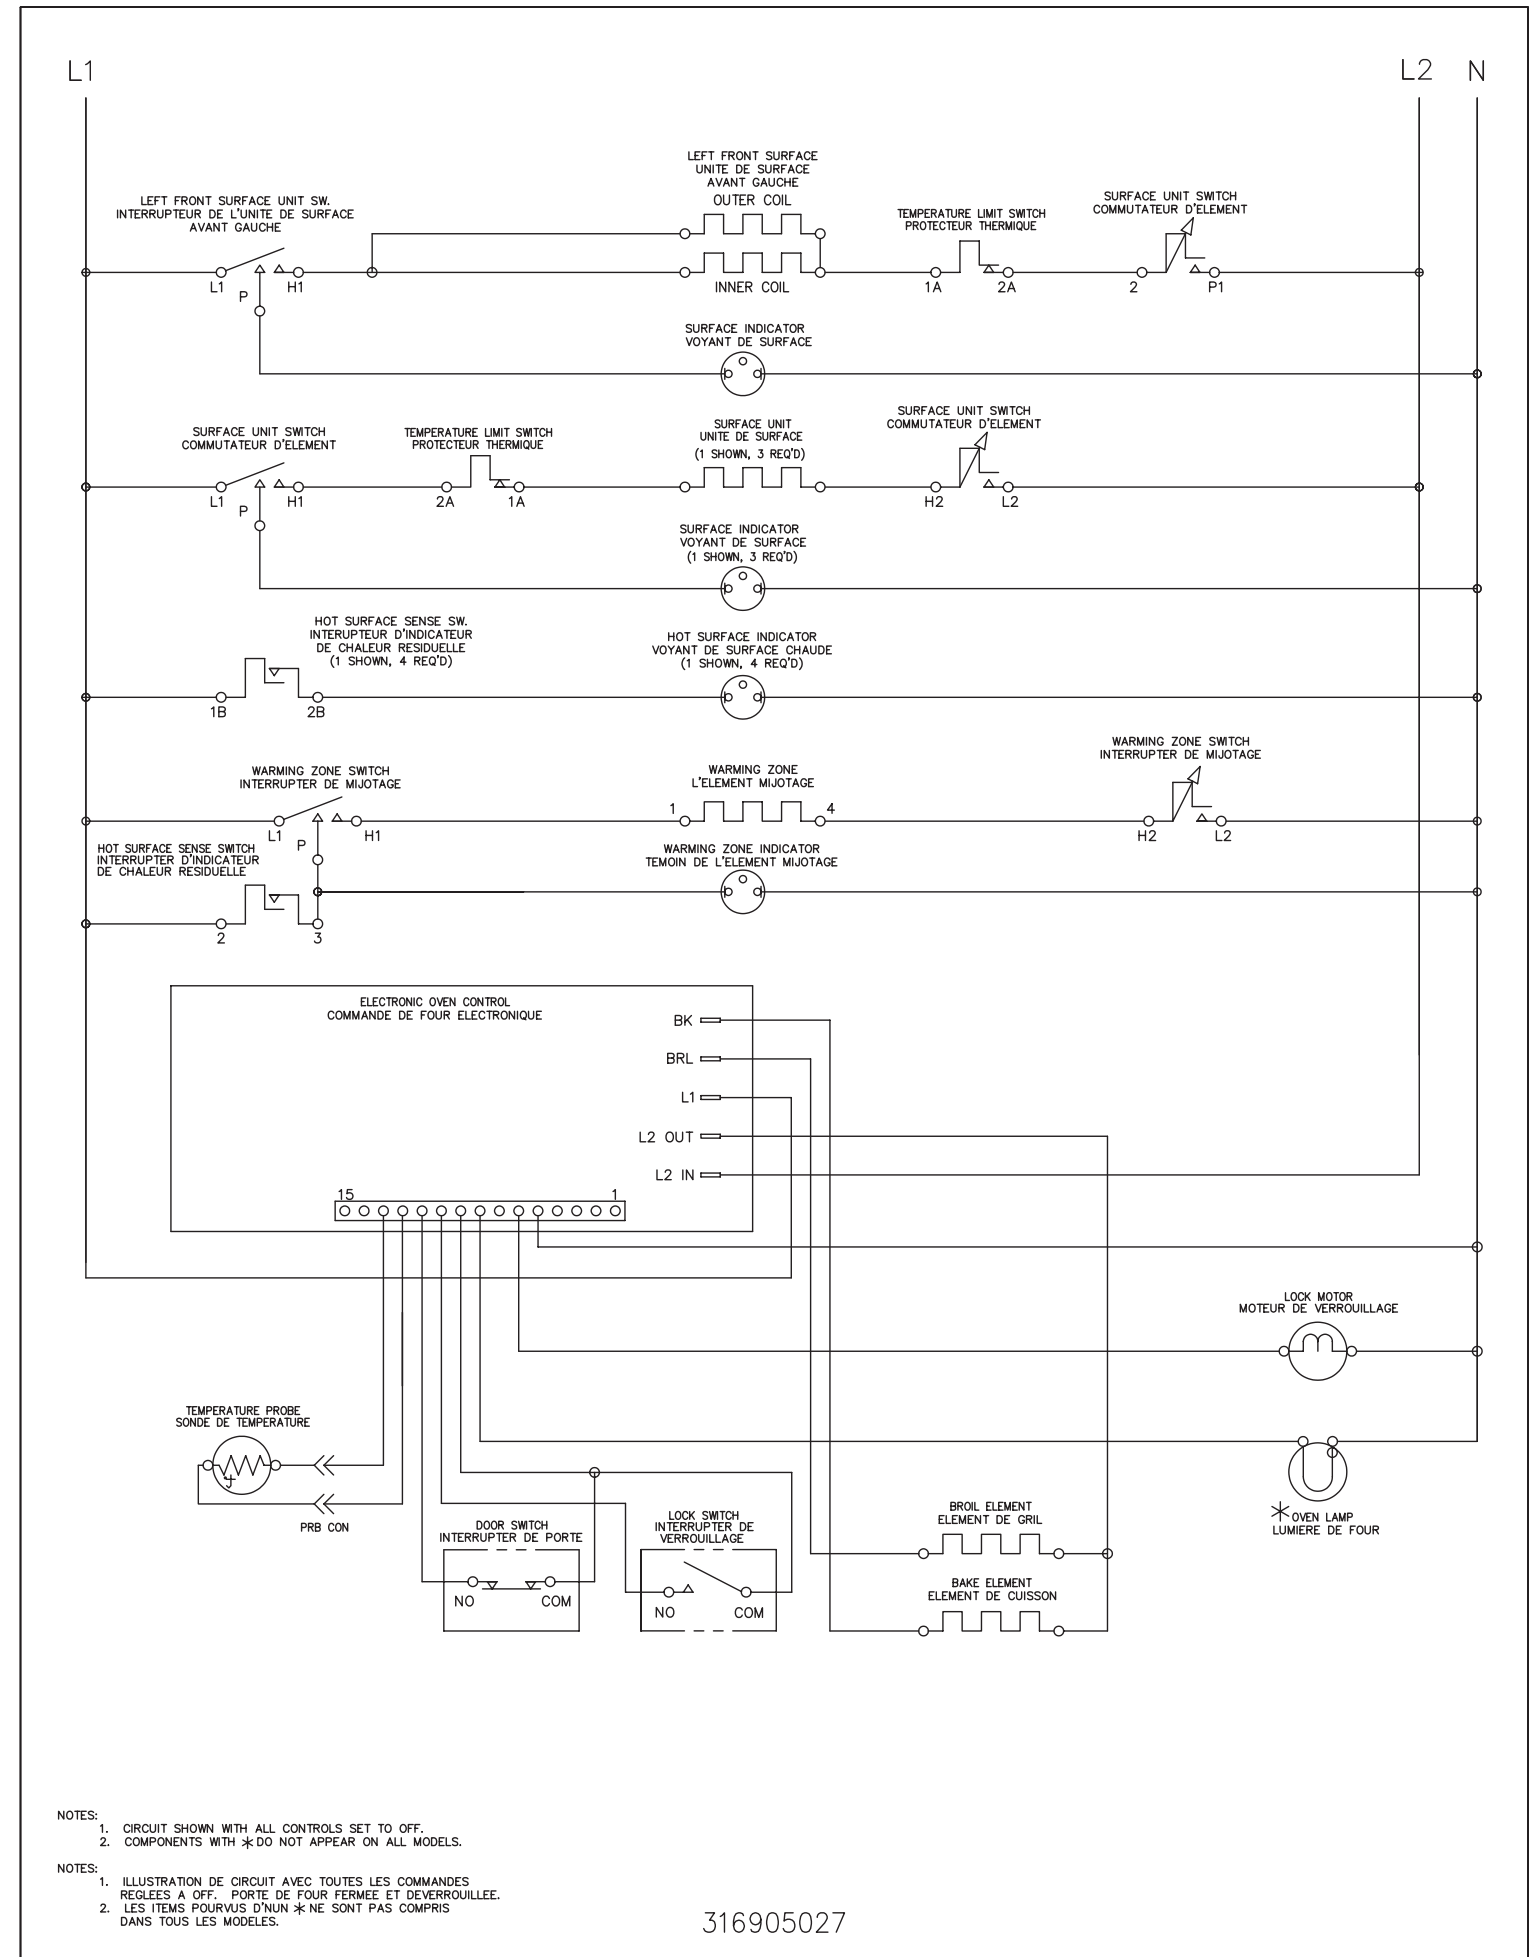 L1
L2 N
LEFT FRONT SURFACE
UNITE DE SURFACE
AVANT GAUCHE
OUTER COIL
LEFT FRONT SURFACE UNIT SW.
INTERRUPTEUR DE L'UNITE DE SURFACE
AVANT GAUCHE
TEMPERATURE LIMIT SWITCH
PROTECTEUR THERMIQUE
SURFACE UNIT SWITCH
COMMUTATEUR D'ELEMENT
L1
P
H1
INNER COIL
1A
2A
2
P1
SURFACE INDICATOR
VOYANT DE SURFACE
SURFACE UNIT SWITCH
COMMUTATEUR D'ELEMENT
TEMPERATURE LIMIT SWITCH
PROTECTEUR THERMIQUE
SURFACE UNIT
UNITE DE SURFACE
(1 SHOWN, 3 REQ'D)
SURFACE UNIT SWITCH
COMMUTATEUR D'ELEMENT
L1
P
H1
2A
1A
H2
L2
SURFACE INDICATOR
VOYANT DE SURFACE
(1 SHOWN, 3 REQ'D)
HOT SURFACE SENSE SW.
INTERUPTEUR D'INDICATEUR
DE CHALEUR RESIDUELLE
(1 SHOWN, 4 REQ'D)
HOT SURFACE INDICATOR
VOYANT DE SURFACE CHAUDE
(1 SHOWN, 4 REQ'D)
1B
2B
WARMING ZONE SWITCH
INTERRUPTER DE MIJOTAGE
WARMING ZONE
L'ELEMENT MIJOTAGE
WARMING ZONE SWITCH
INTERRUPTER DE MIJOTAGE
1
4
L1
P
H1
H2
L2
HOT SURFACE SENSE SWITCH
INTERRUPTER D'INDICATEUR
DE CHALEUR RESIDUELLE
WARMING ZONE INDICATOR
TEMOIN DE L'ELEMENT MIJOTAGE
2
3
ELECTRONIC OVEN CONTROL
COMMANDE DE FOUR ELECTRONIQUE
BK
BRL
L1
L2 OUT
L2 IN
15
1
LOCK MOTOR
MOTEUR DE VERROUILLAGE
TEMPERATURE PROBE
SONDE DE TEMPERATURE
PRB CON
DOOR SWITCH
INTERRUPTER DE PORTE
NO
COM
LOCK SWITCH
INTERRUPTER DE
VERROUILLAGE
NO
COM
BROIL ELEMENT
ELEMENT DE GRIL
BAKE ELEMENT
ELEMENT DE CUISSON
* OVEN LAMP
LUMIERE DE FOUR
NOTES:
1. CIRCUIT SHOWN WITH ALL CONTROLS SET TO OFF.
2. COMPONENTS WITH * DO NOT APPEAR ON ALL MODELS.
NOTES:
1. ILLUSTRATION DE CIRCUIT AVEC TOUTES LES COMMANDES
REGLEES A OFF. PORTE DE FOUR FERMEE ET DEVERROUILLEE.
2. LES ITEMS POURVUS D'NUN * NE SONT PAS COMPRIS
DANS TOUS LES MODELES.
316905027